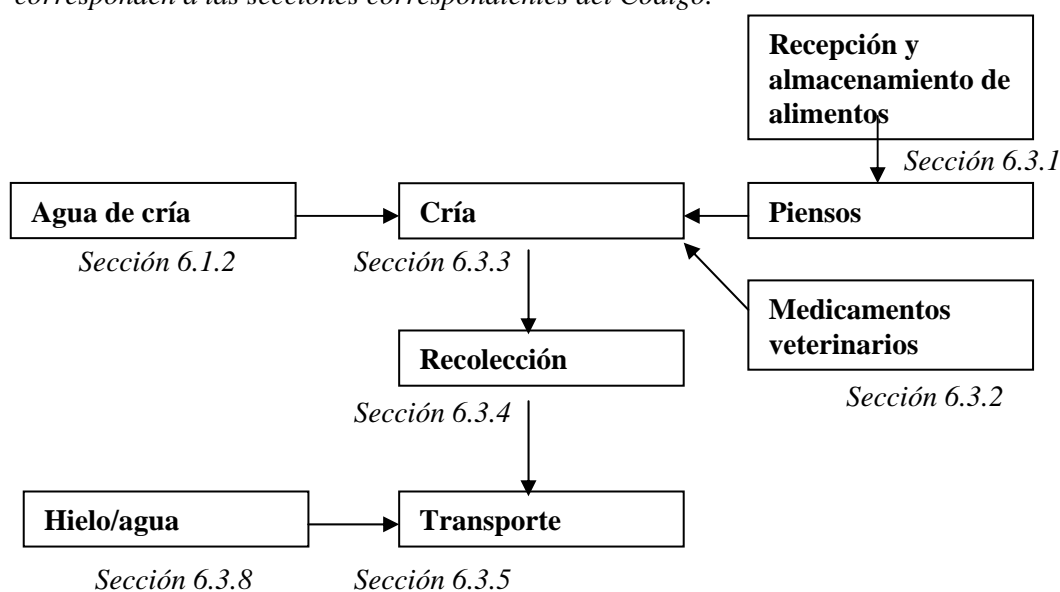 corresponden a las secciones correspondientes del Código.
Recepción y
almacenamiento de
alimentos
Sección 6.3.1
Agua de cría
Cría
Piensos
Sección 6.1.2
Sección 6.3.3
Medicamentos
veterinarios
Recolección
Sección 6.3.2
Sección 6.3.4
Hielo/agua
Transporte
Sección 6.3.8
Sección 6.3.5